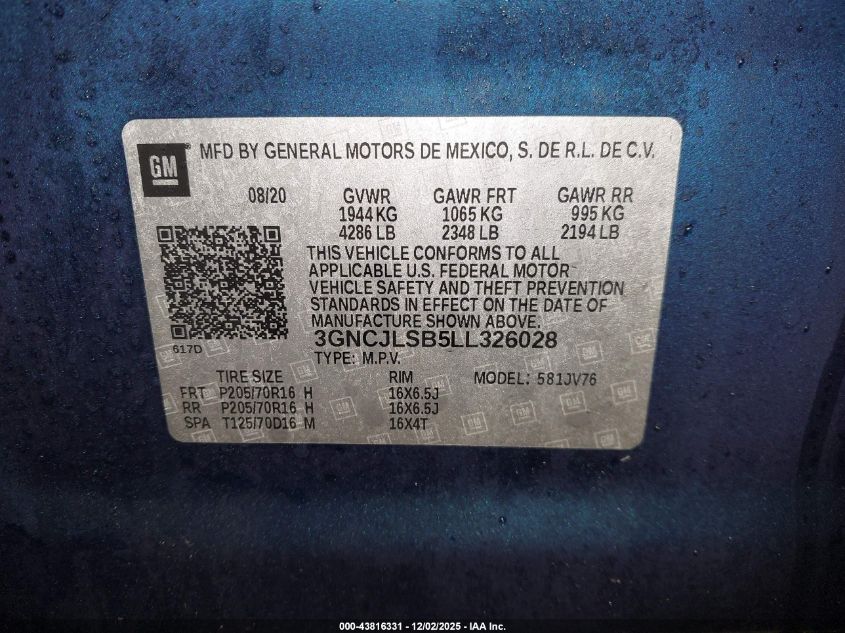 GM MFD BY GENERAL MOTORS DE MEXICO, S. DE R.L. DE C.V.
08/20 GVWR GAWR FRT GAWR RR
1944 KG 1065 KG 995 KG
4286 LB 2348 LB 2194 LB
THIS VEHICLE CONFORMS TO ALL
APPLICABLE U.S. FEDERAL MOTOR
VEHICLE SAFETY AND THEFT PREVENTION
STANDARDS IN EFFECT ON THE DATE OF
MANUFACTURE SHOWN ABOVE.
617D
3GNCJLSB5LL326028
TYPE: M.P.V.
TIRE SIZE RIM MODEL: 581JV76
FRT P205/70R16 H 16X6.5J
RR P205/70R16 H 16X6.5J
SPA T125/70D16 M 16X4T
000-43816331 - 12/02/2025 - IAA Inc.